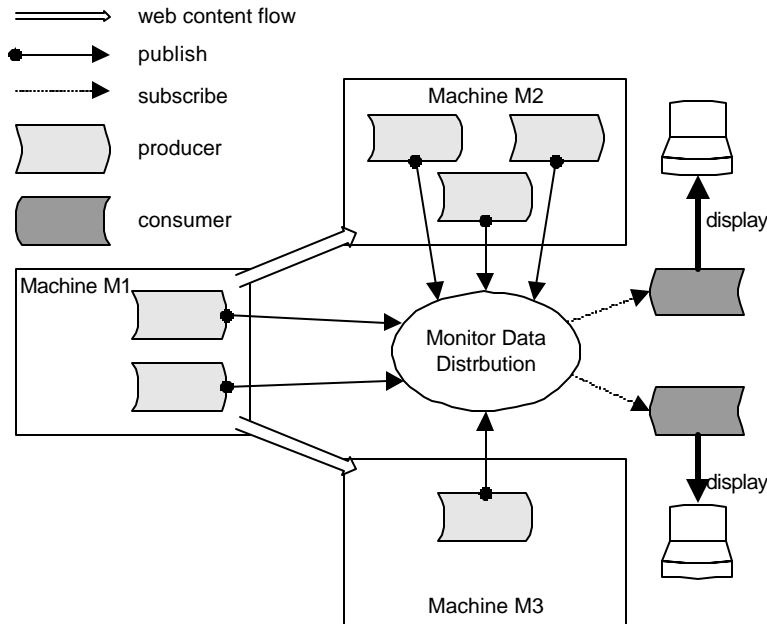 web content flow
publish
subscribe
producer
consumer
Machine M2
display
Machine M1
Monitor Data
Distrbution
display
Machine M3